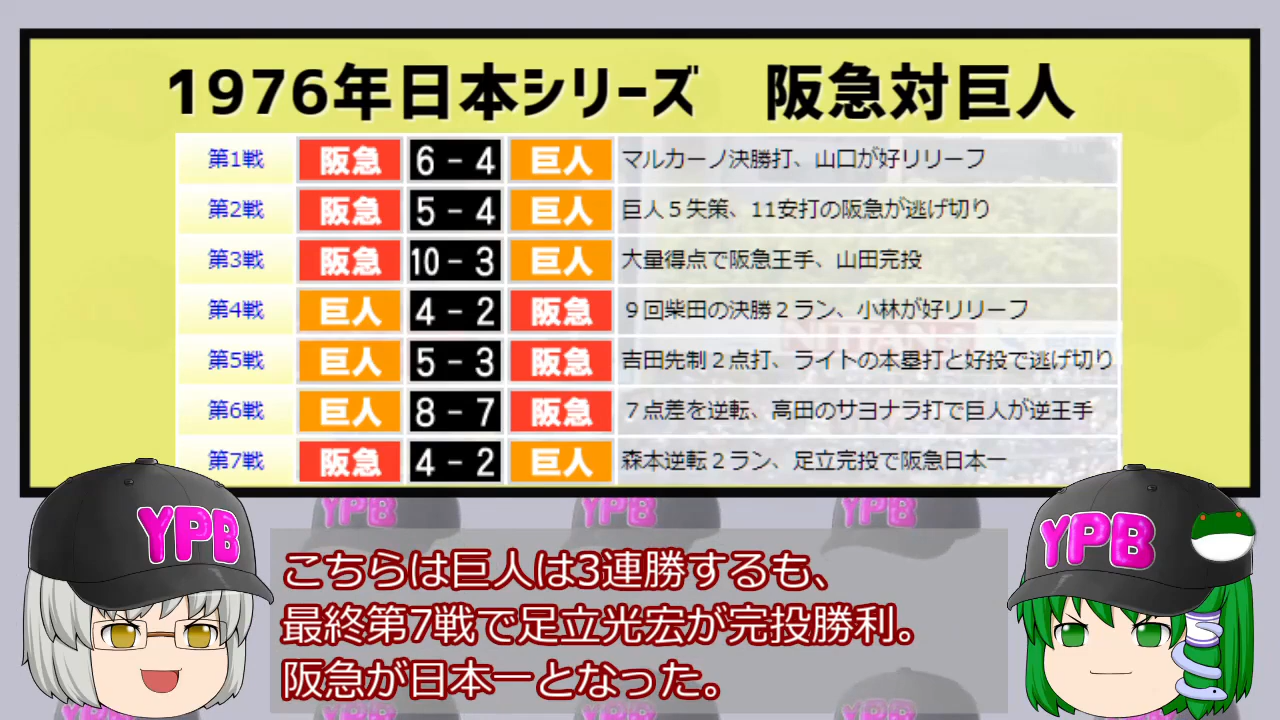 1976年日本シリーズ　阪急対巨人
第1戦 阪急 6 - 4 巨人 マルカーノ決勝打、山口が好リリーフ
第2戦 阪急 5 - 4 巨人 巨人５失策、11安打の阪急が逃げ切り
第3戦 阪急 10 - 3 巨人 大量得点で阪急王手、山田完投
第4戦 巨人 4 - 2 阪急 ９回柴田の決勝２ラン、小林が好リリーフ
第5戦 巨人 5 - 3 阪急 吉田先制２点打、ライトの本塁打と好投で逃げ切り
第6戦 巨人 8 - 7 阪急 ７点差を逆転、高田のサヨナラ打で巨人が逆王手
第7戦 阪急 4 - 2 巨人 森本逆転２ラン、足立完投で阪急日本一
YPB
YPB
YPB
YPB
YPB
こちらは巨人は3連勝するも、
最終第7戦で足立光宏が完投勝利。
阪急が日本一となった。